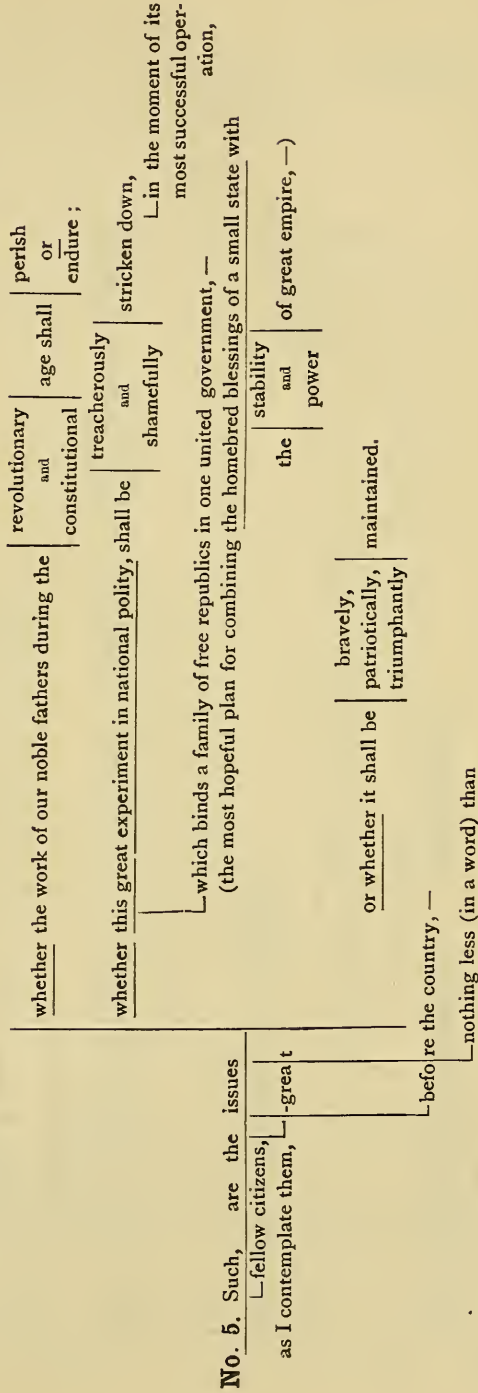 No. 5. Such, are the issues
fellow citizens,
as I contemplate them, -great
before the country, —
nothing less (in a word) than
whether the work of our noble fathers during the
revolutionary
and
constitutional
age shall
perish
or
endure ;
whether this great experiment in national polity, shall be
treacherously
and
shamefully
stricken down,
in the moment of its
most successful oper-
ation,
which binds a family of free republics in one united government, —
(the most hopeful plan for combining the homebred blessings of a small state with
the
stability
and
power
of great empire, —)
or whether it shall be
bravely,
patriotically,
triumphantly
maintained.